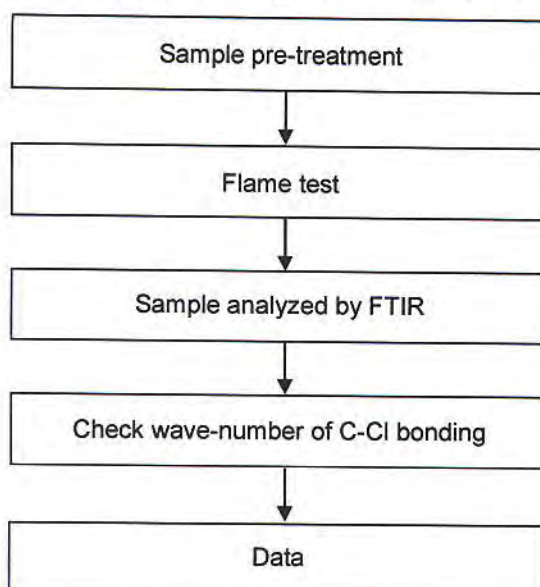 Sample pre-treatment
Flame test
Sample analyzed by FTIR
Check wave-number of C-Cl bonding
Data